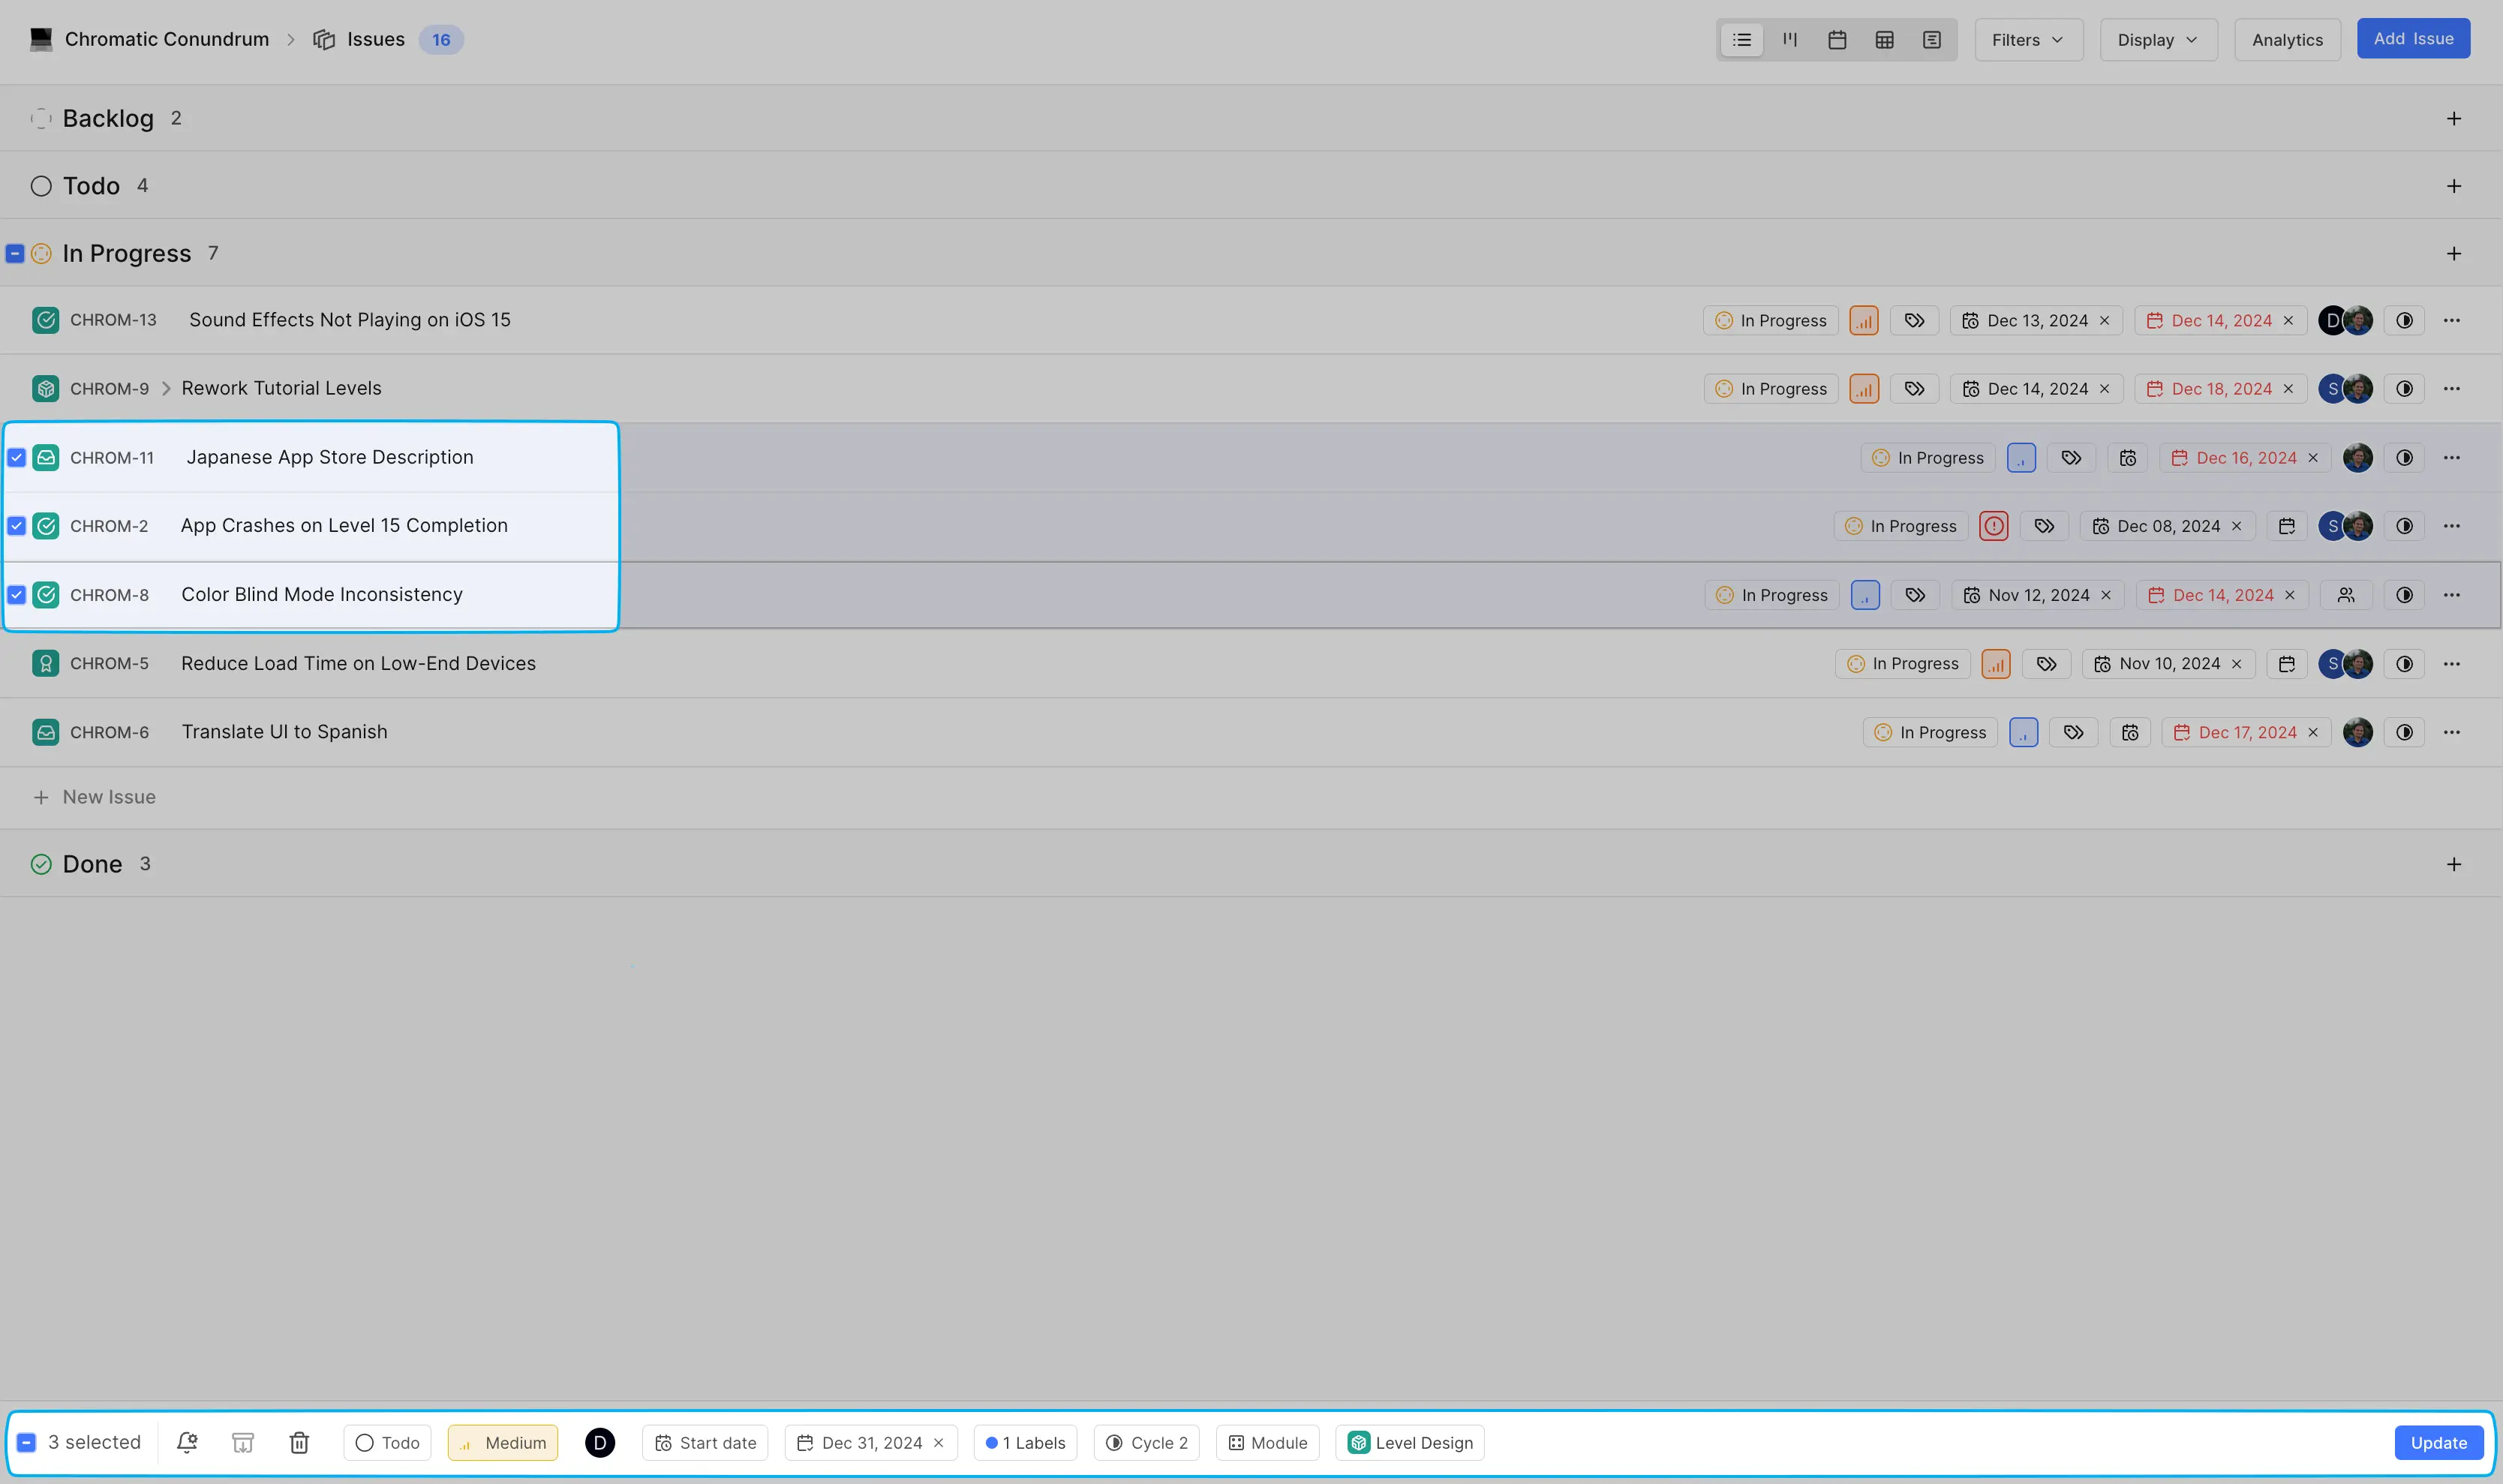 Chromatic Conundrum > Issues 16 Filters Display Analytics Add Issue
Backlog 2
Todo 4
In Progress 7
CHROM-13 Sound Effects Not Playing on iOS 15 In Progress Dec 13, 2024 Dec 14, 2024 D
CHROM-9 Rework Tutorial Levels In Progress Dec 14, 2024 Dec 18, 2024 S
CHROM-11 Japanese App Store Description In Progress Dec 16, 2024
CHROM-2 App Crashes on Level 15 Completion In Progress Dec 08, 2024 S
CHROM-8 Color Blind Mode Inconsistency In Progress Nov 12, 2024 Dec 14, 2024
CHROM-5 Reduce Load Time on Low-End Devices In Progress Nov 10, 2024 S
CHROM-6 Translate UI to Spanish In Progress Dec 17, 2024
New Issue
Done 3
3 selected Todo Medium D Start date Dec 31, 2024 1 Labels Cycle 2 Module Level Design Update